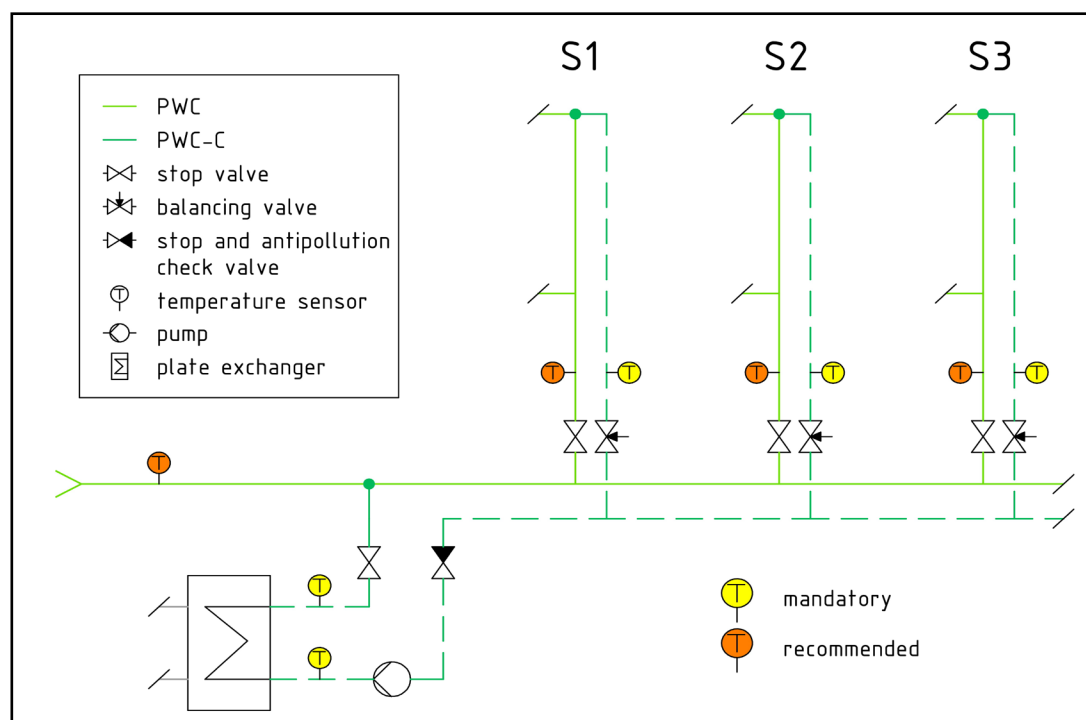 S1 S2 S3
PWC
PWC-C
stop valve
balancing valve
stop and antipollution
check valve
T temperature sensor
pump
plate exchanger
T T T T T T
T
T
T
T mandatory
T recommended